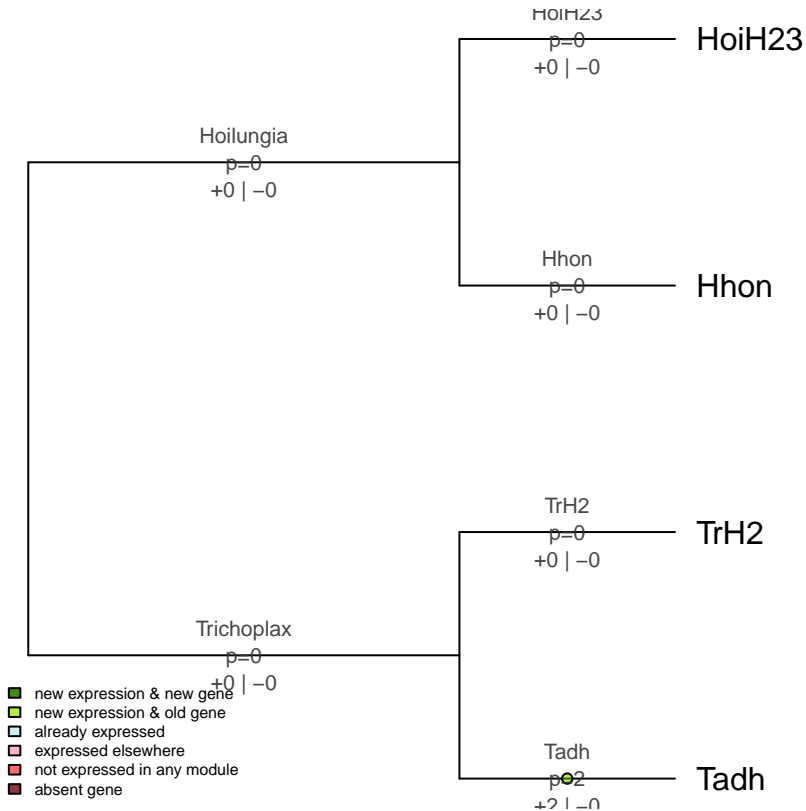 HoiH23
p=0
+0 | −0
HoiH23
Hoilungia
p=0
+0 | −0
Hhon
p=0
+0 | −0
Hhon
TrH2
p=0
+0 | −0
TrH2
Trichoplax
p=0
+0 | −0
new expression & new gene
new expression & old gene
already expressed
expressed elsewhere
not expressed in any module
absent gene
Tadh
p=2
+2 | −0
Tadh